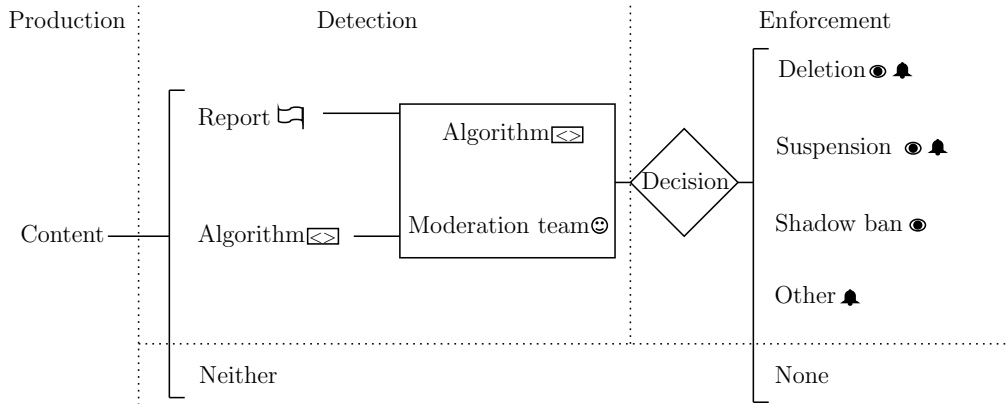 Production
Detection
Enforcement
Content
Report
Algorithm <>
Neither
Algorithm <>
Moderation team
Decision
Deletion
Suspension
Shadow ban
Other
None